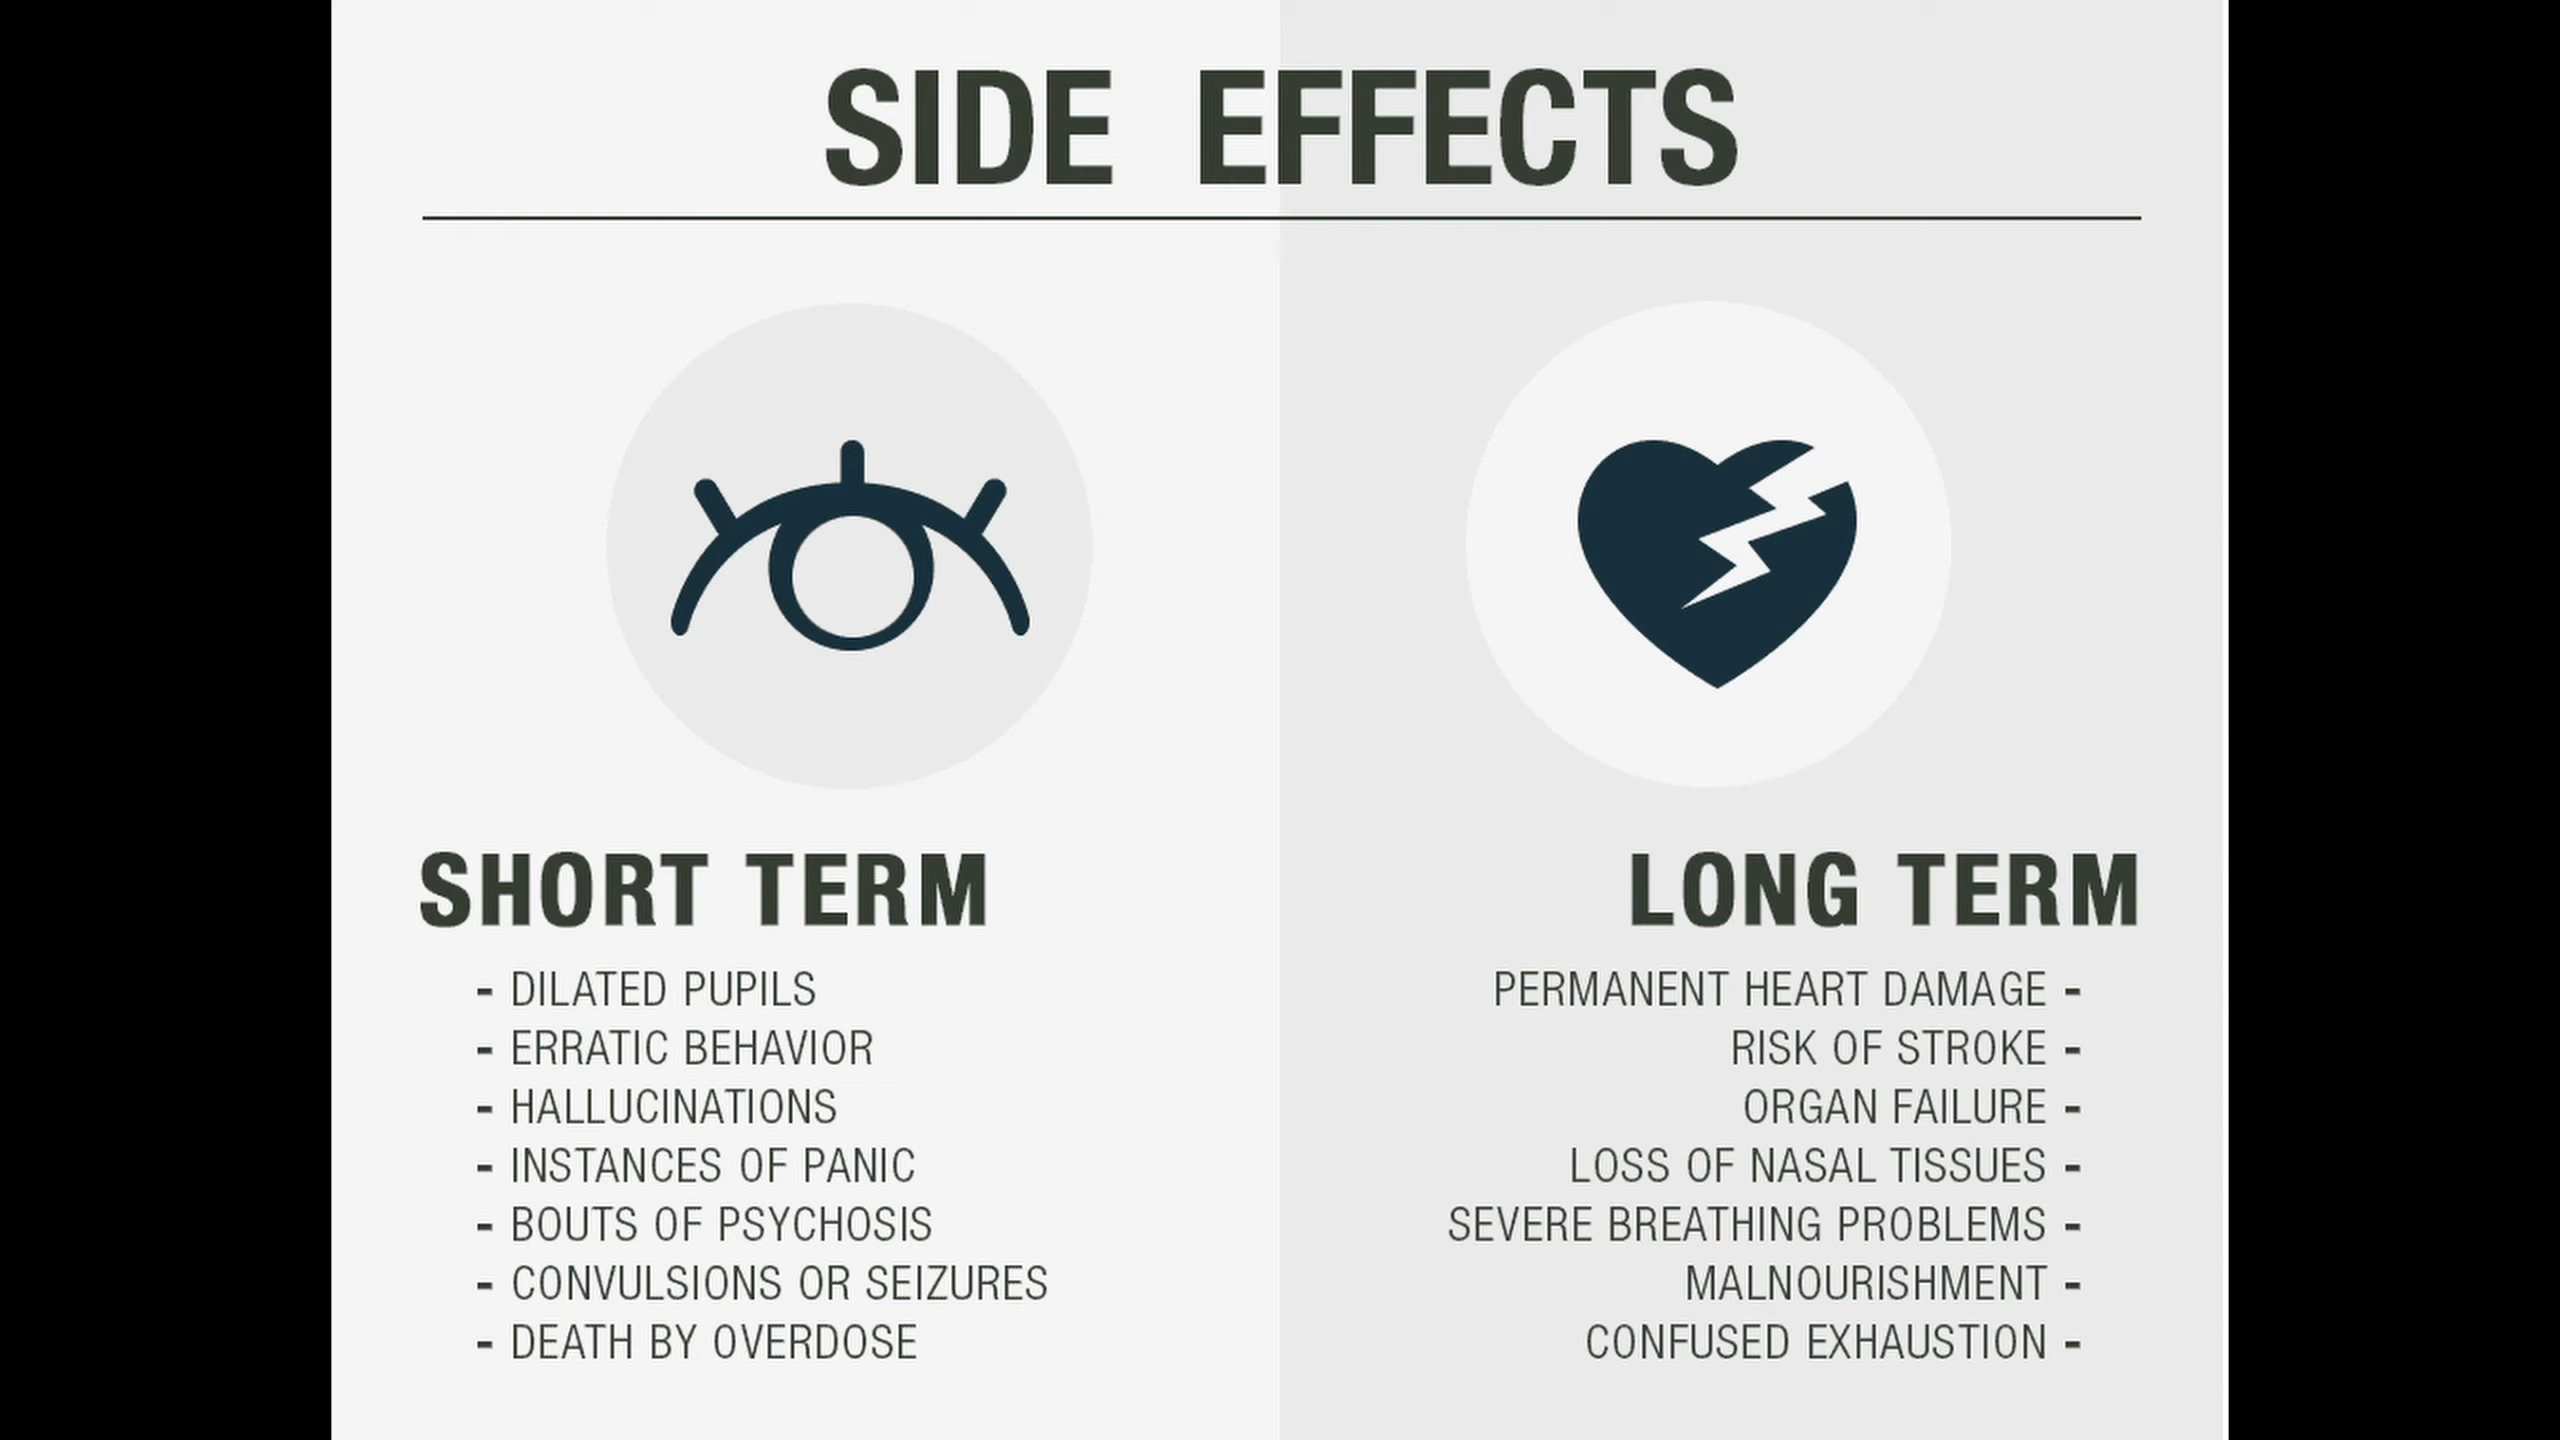 SIDE EFFECTS
SHORT TERM
- DILATED PUPILS
- ERRATIC BEHAVIOR
- HALLUCINATIONS
- INSTANCES OF PANIC
- BOUTS OF PSYCHOSIS
- CONVULSIONS OR SEIZURES
- DEATH BY OVERDOSE
LONG TERM
PERMANENT HEART DAMAGE -
RISK OF STROKE -
ORGAN FAILURE -
LOSS OF NASAL TISSUES -
SEVERE BREATHING PROBLEMS -
MALNOURISHMENT -
CONFUSED EXHAUSTION -